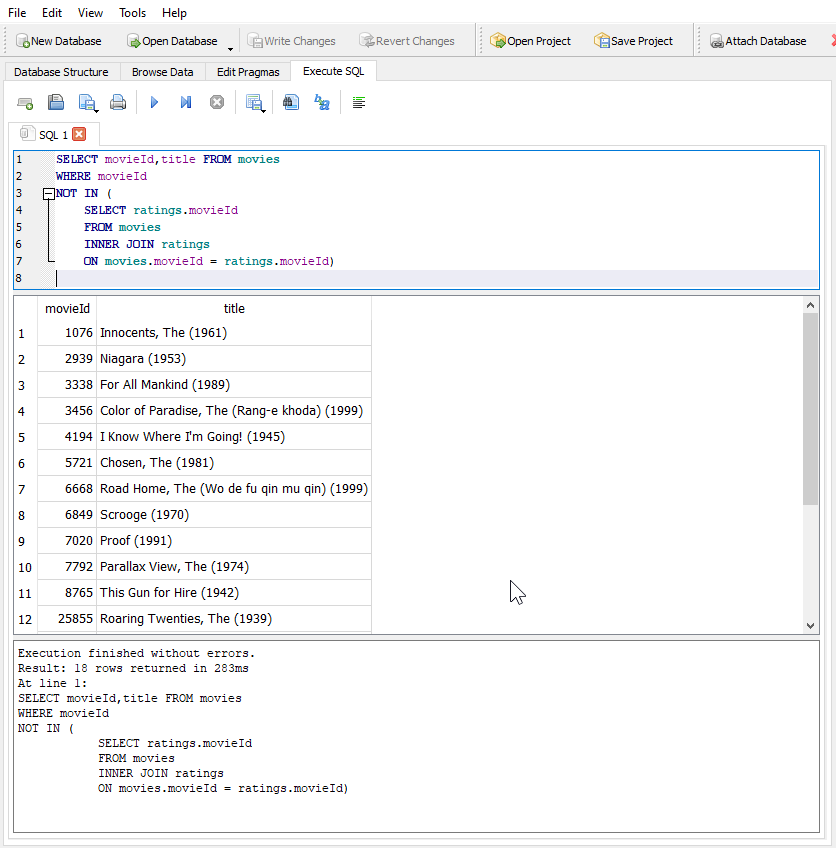 File Edit View Tools Help
New Database Open Database Write Changes Revert Changes Open Project Save Project Attach Database
Database Structure Browse Data Edit Pragmas Execute SQL
SQL 1
1 SELECT movieId,title FROM movies
2 WHERE movieId
3 NOT IN (
4 SELECT ratings.movieId
5 FROM movies
6 INNER JOIN ratings
7 ON movies.movieId = ratings.movieId)
8
movieId title
1 1076 Innocents, The (1961)
2 2939 Niagara (1953)
3 3338 For All Mankind (1989)
4 3456 Color of Paradise, The (Rang-e khoda) (1999)
5 4194 I Know Where I'm Going! (1945)
6 5721 Chosen, The (1981)
7 6668 Road Home, The (Wo de fu qin mu qin) (1999)
8 6849 Scrooge (1970)
9 7020 Proof (1991)
10 7792 Parallax View, The (1974)
11 8765 This Gun for Hire (1942)
12 25855 Roaring Twenties, The (1939)
Execution finished without errors.
Result: 18 rows returned in 283ms
At line 1:
SELECT movieId,title FROM movies
WHERE movieId
NOT IN (
SELECT ratings.movieId
FROM movies
INNER JOIN ratings
ON movies.movieId = ratings.movieId)